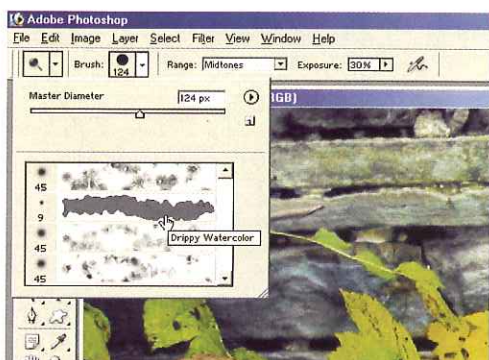 Adobe Photoshop
File Edit Image Layer Select Filter View Window Help
Brush: 124 Range: Midtones Exposure: 30%
Master Diameter 124 px
RGB)
45
9
Drippy Watercolor
45
45